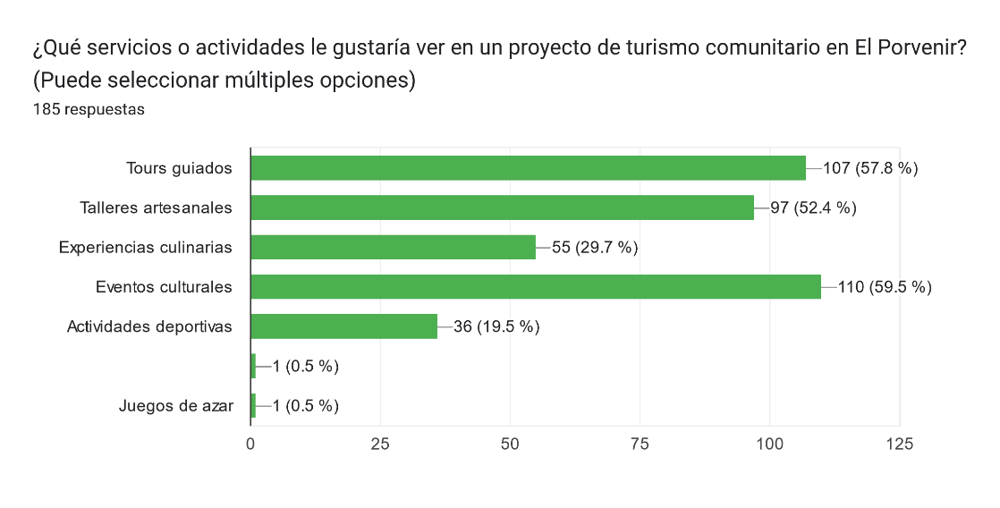 ¿Qué servicios o actividades le gustaría ver en un proyecto de turismo comunitario en El Porvenir?
(Puede seleccionar múltiples opciones)
185 respuestas
Tours guiados 107 (57.8 %)
Talleres artesanales 97 (52.4 %)
Experiencias culinarias 55 (29.7 %)
Eventos culturales 110 (59.5 %)
Actividades deportivas 36 (19.5 %)
1 (0.5 %)
Juegos de azar 1 (0.5 %)
0 25 50 75 100 125